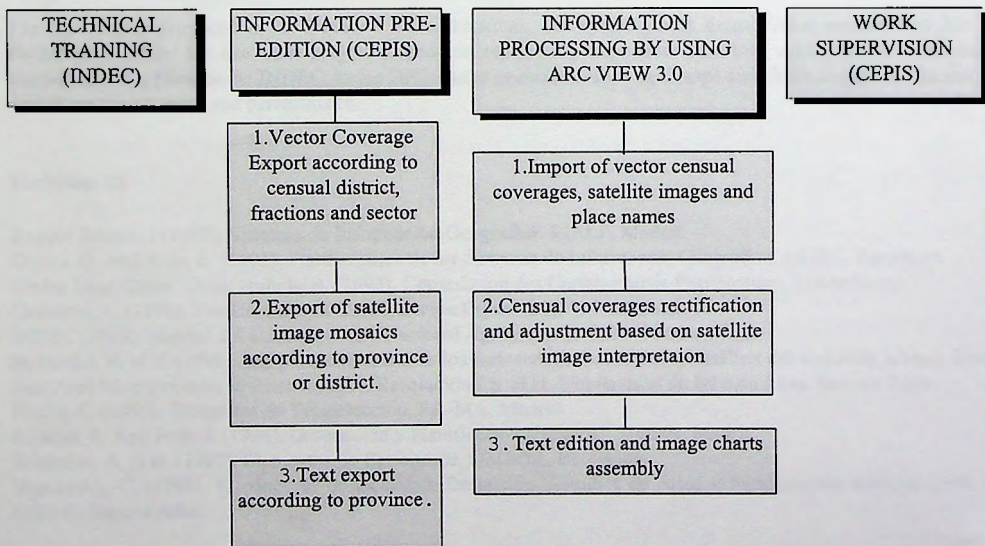 TECHNICAL
TRAINING
(INDEC)
INFORMATION PRE-
EDITION (CEPIS)
INFORMATION
PROCESSING BY USING
ARC VIEW 3.0
WORK
SUPERVISION
(CEPIS)
1.Vector Coverage
Export according to
censual district,
fractions and sector
2.Export of satellite
image mosaics
according to province
or district.
3.Text export
according to province.
1.Import of vector censual
coverages, satellite images and
place names
2.Censual coverages rectification
and adjustment based on satellite
image interpretaion
3. Text edition and image charts
assembly